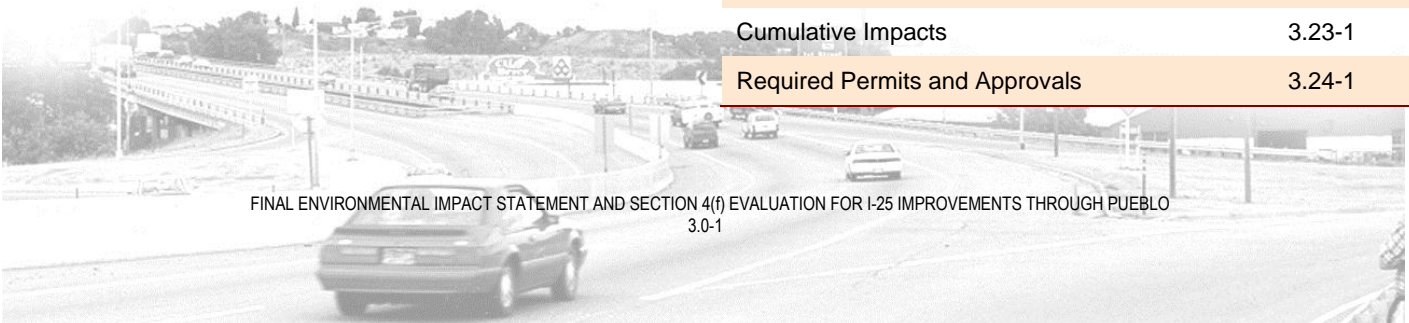 Cumulative Impacts 3.23-1
Required Permits and Approvals 3.24-1
FINAL ENVIRONMENTAL IMPACT STATEMENT AND SECTION 4(f) EVALUATION FOR I-25 IMPROVEMENTS THROUGH PUEBLO
3.0-1